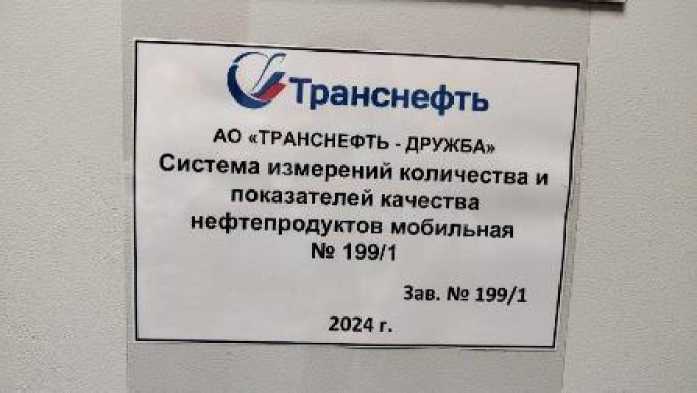 Транснефть
АО «ТРАНСНЕФТЬ - ДРУЖБА»
Система измерений количества и
показателей качества
нефтепродуктов мобильная
№ 199/1
Зав. № 199/1
2024 г.